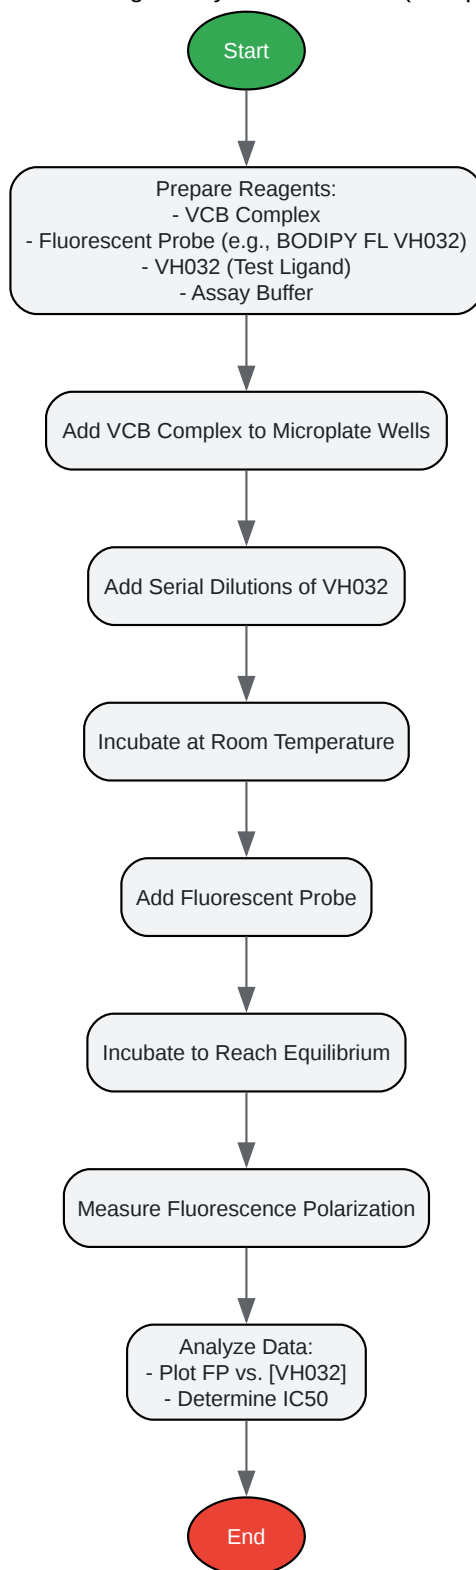 Start
Prepare Reagents:
- VCB Complex
- Fluorescent Probe (e.g., BODIPY FL VH032)
- VH032 (Test Ligand)
- Assay Buffer
Add VCB Complex to Microplate Wells
Add Serial Dilutions of VH032
Incubate at Room Temperature
Add Fluorescent Probe
Incubate to Reach Equilibrium
Measure Fluorescence Polarization
Analyze Data:
- Plot FP vs. [VH032]
- Determine IC50
End